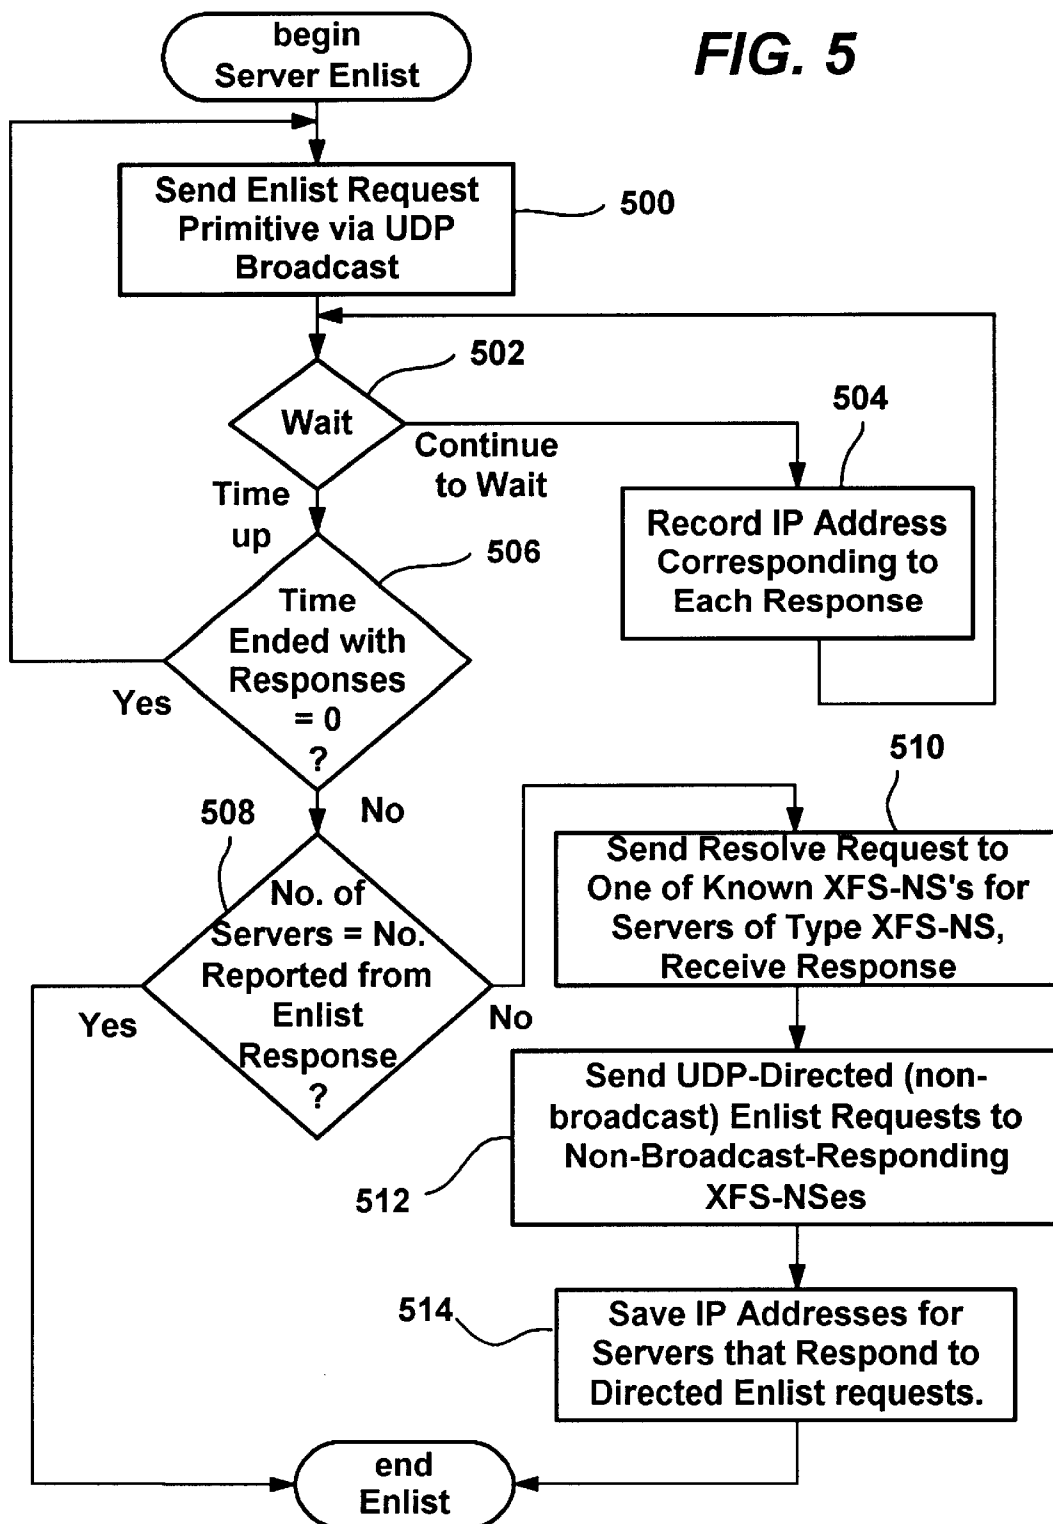 begin
Server Enlist
FIG. 5
Send Enlist Request
Primitive via UDP
Broadcast
500
502
Wait
Continue
to Wait
504
Record IP Address
Corresponding to
Each Response
Time
up
506
Time
Ended with
Responses
= 0
?
Yes
No
508
No. of
Servers = No.
Reported from
Enlist
Response
?
Yes
No
510
Send Resolve Request to
One of Known XFS-NS's for
Servers of Type XFS-NS,
Receive Response
Send UDP-Directed (non-
broadcast) Enlist Requests to
Non-Broadcast-Responding
XFS-NSes
512
514
Save IP Addresses for
Servers that Respond to
Directed Enlist requests.
end
Enlist